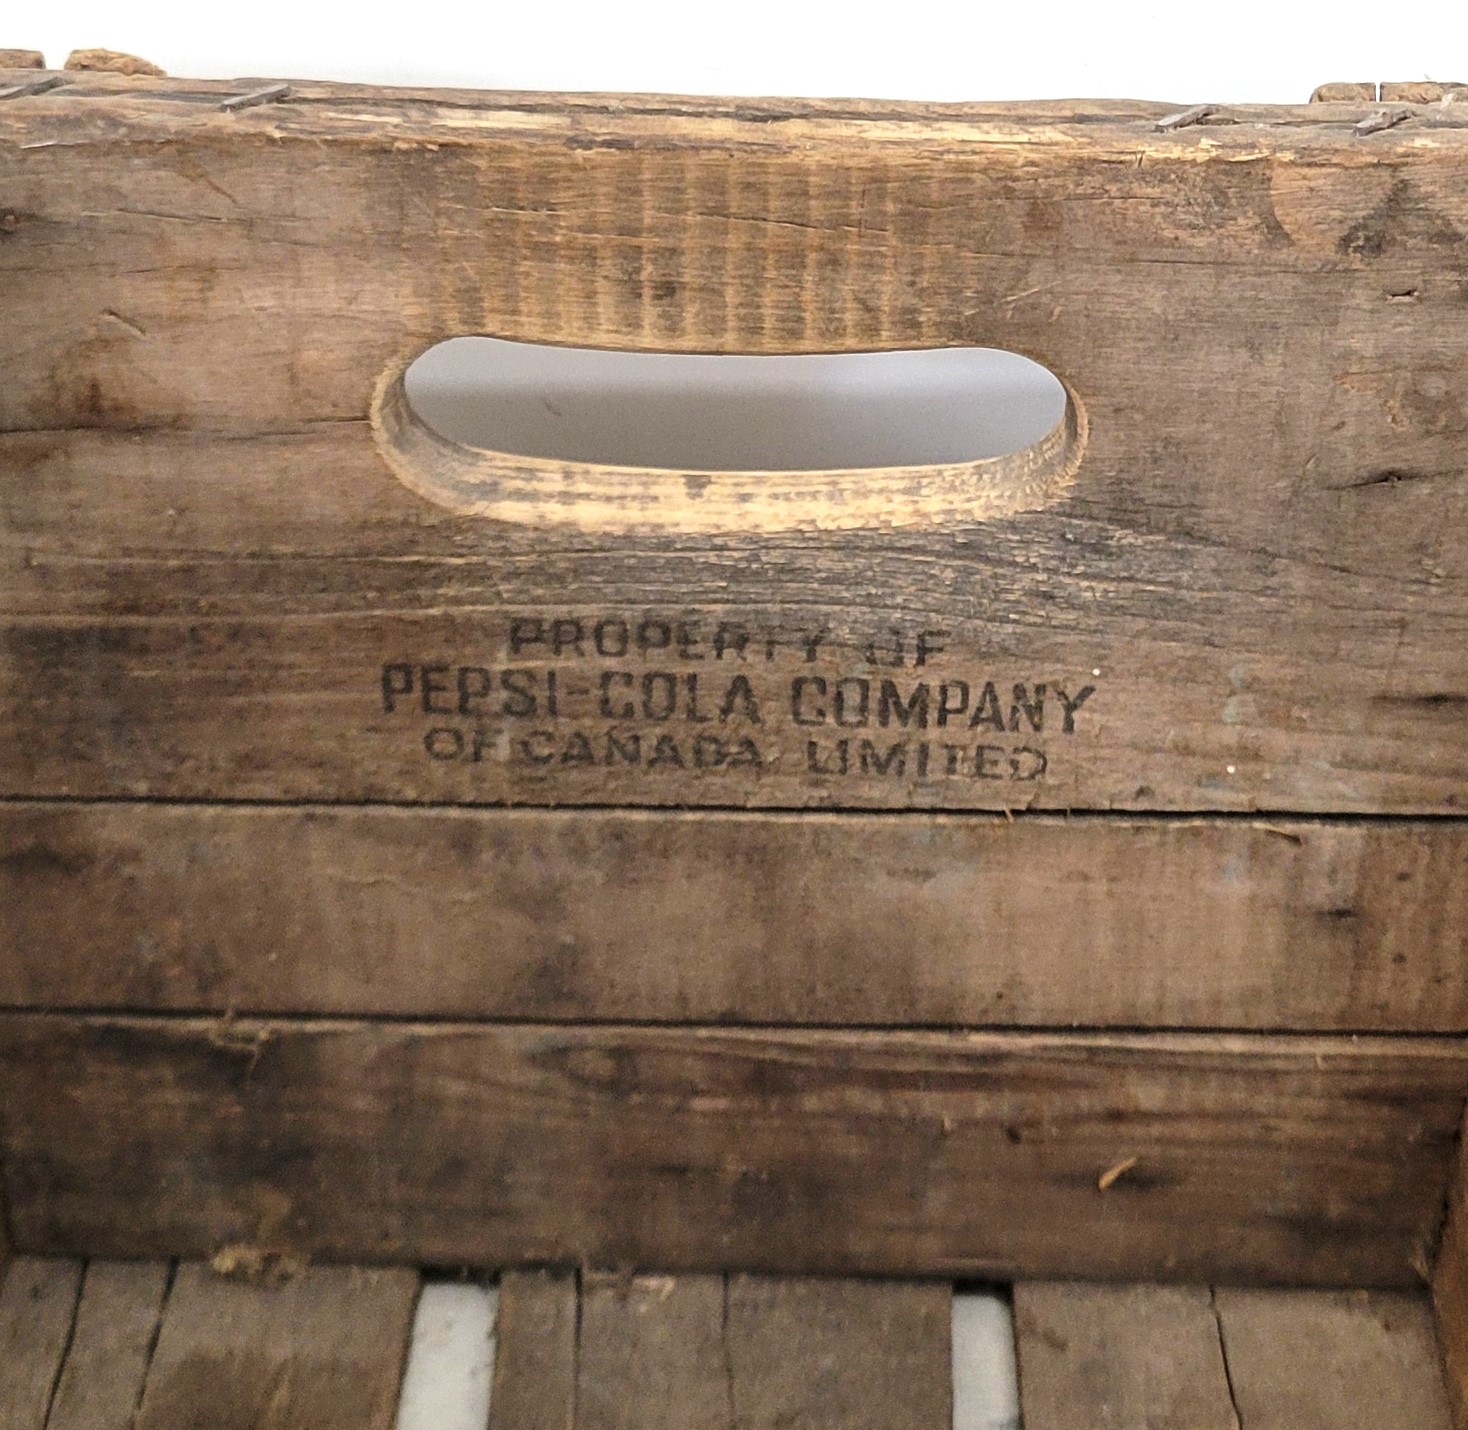 PROPERTY OF
PEPSI-COLA COMPANY
OF CANADA LIMITED